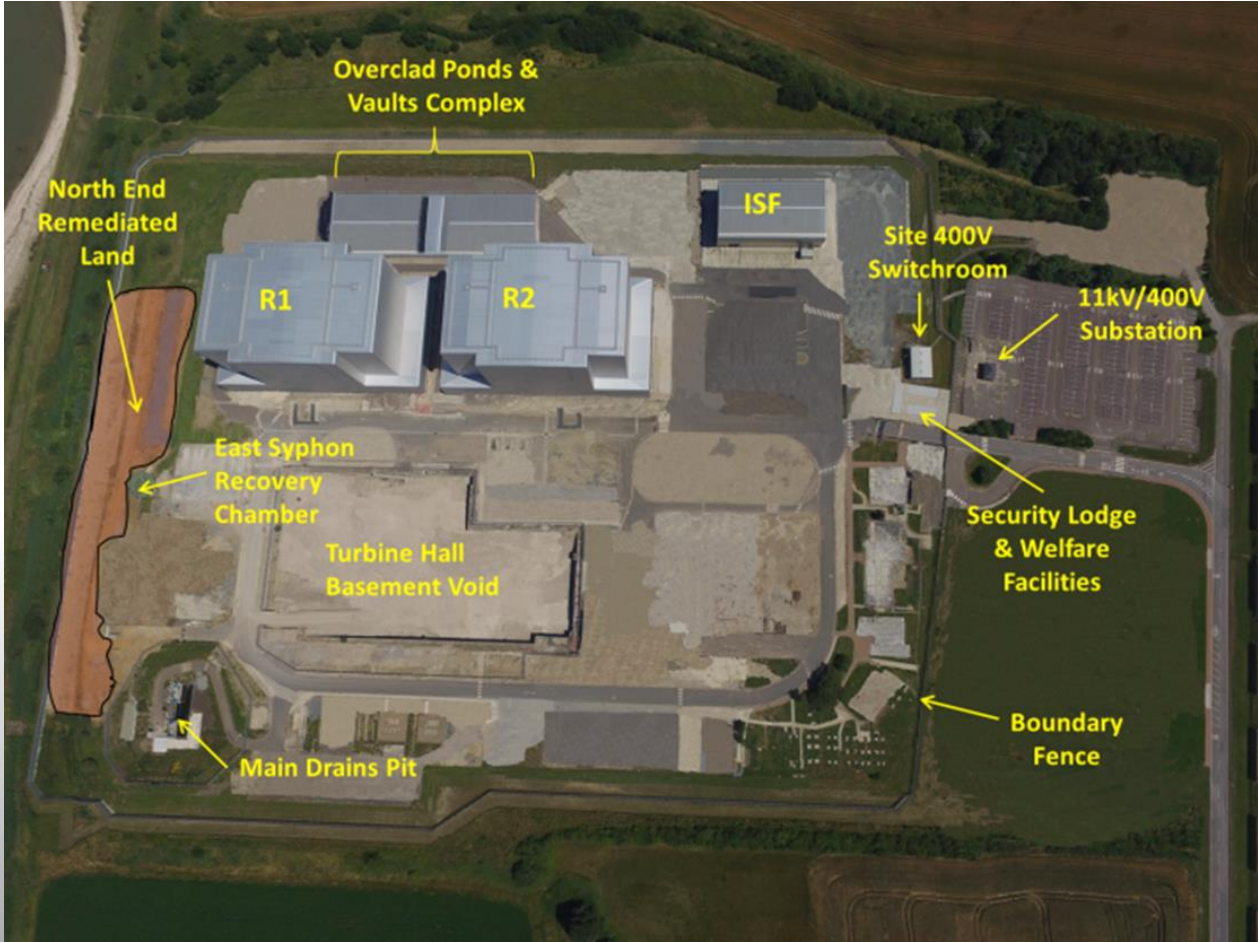 Overclad Ponds &
Vaults Complex
North End
Remediated
Land
R1
R2
ISF
Site 400V
Switchroom
11kV/400V
Substation
East Syphon
Recovery
Chamber
Turbine Hall
Basement Void
Security Lodge
& Welfare
Facilities
Boundary
Fence
Main Drains Pit